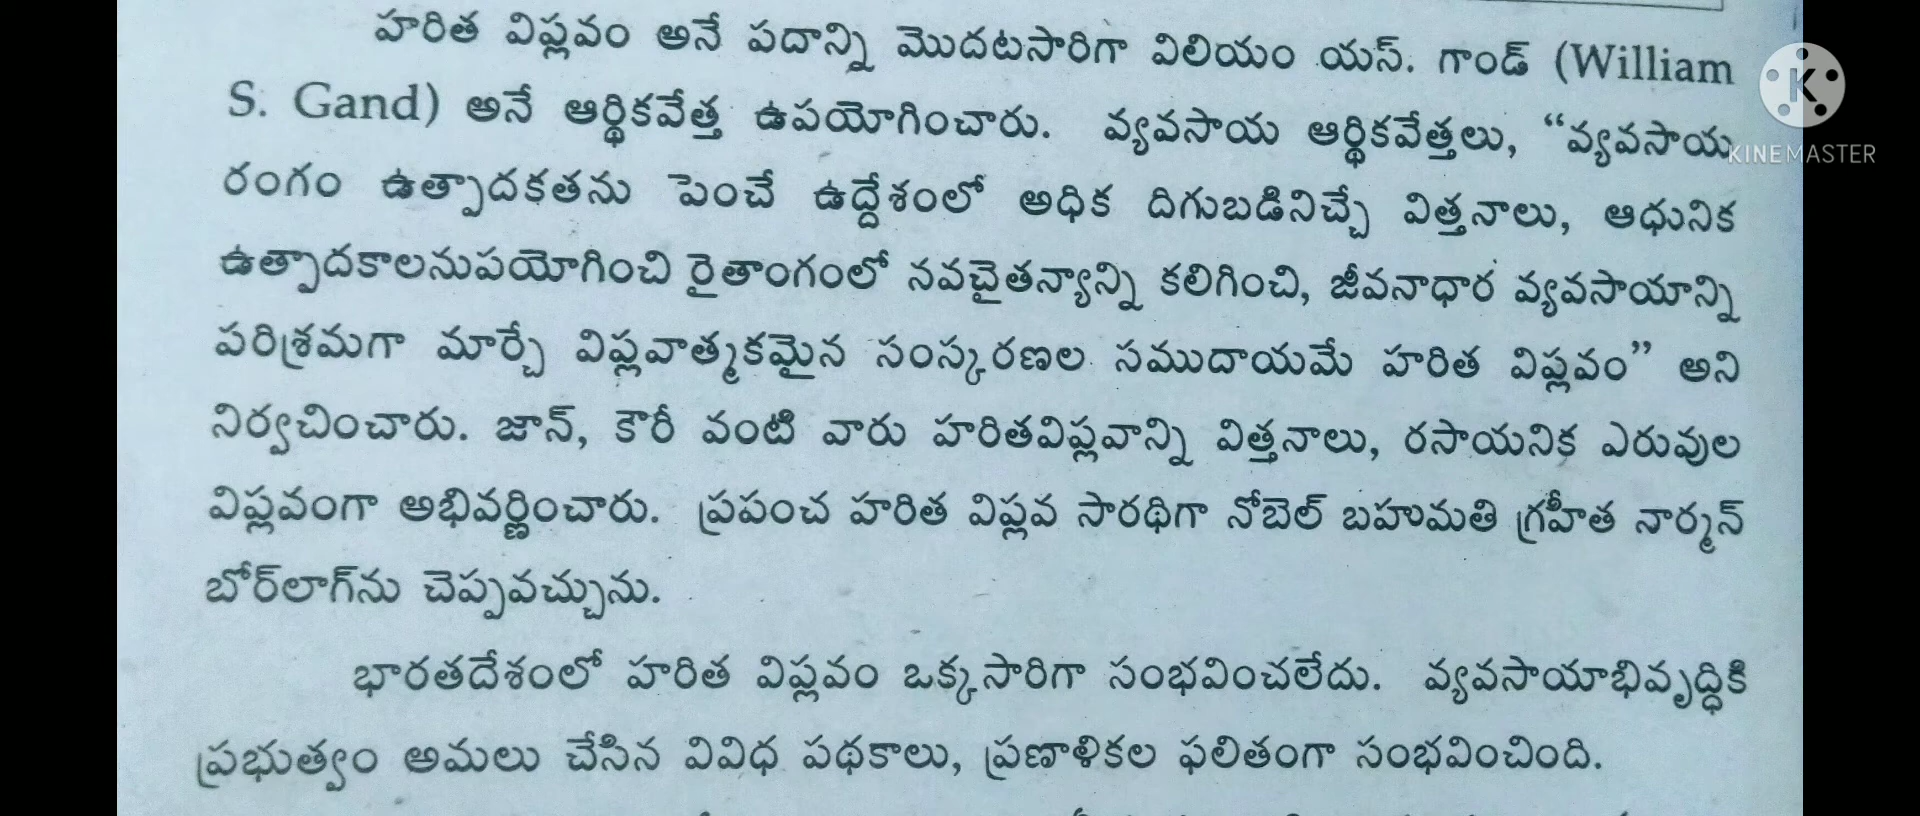 హరిత విప్లవం అనే పదాన్ని మొదటసారిగా విలియం యస్. గాండ్ (William
S. Gand) అనే ఆర్థికవేత్త ఉపయోగించారు. వ్యవసాయ ఆర్థికవేత్తలు, “వ్యవసాయ
K
KINEMASTER
రంగం ఉత్పాదకతను పెంచే ఉద్దేశంలో అధిక దిగుబడినిచ్చే విత్తనాలు, ఆధునిక
ఉత్పాదకాలనుపయోగించి రైతాంగంలో నవచైతన్యాన్ని కలిగించి, జీవనాధార వ్యవసాయాన్ని
పరిశ్రమగా మార్చే విప్లవాత్మకమైన సంస్కరణల సముదాయమే హరిత విప్లవం” అని
నిర్వచించారు. జాన్, కౌరీ వంటి వారు హరితవిప్లవాన్ని విత్తనాలు, రసాయనిక ఎరువుల
విప్లవంగా అభివర్ణించారు. ప్రపంచ హరిత విప్లవ సారథిగా నోబెల్ బహుమతి గ్రహీత నార్మన్
బోర్‌లాగ్‌ను చెప్పవచ్చును.
భారతదేశంలో హరిత విప్లవం ఒక్కసారిగా సంభవించలేదు. వ్యవసాయాభివృద్ధికి
ప్రభుత్వం అమలు చేసిన వివిధ పథకాలు, ప్రణాళికల ఫలితంగా సంభవించింది.